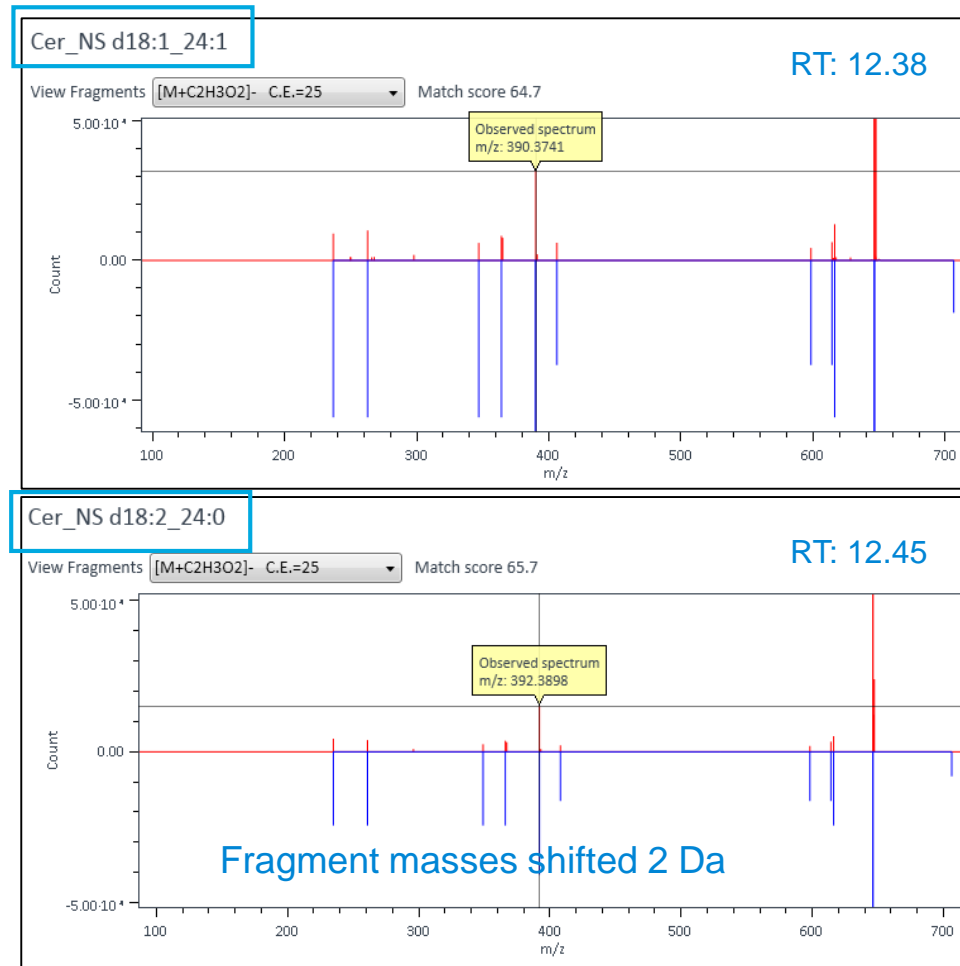 Cer_NS d18:1_24:1
RT: 12.38
View Fragments [M+C2H3O2]- C.E.=25 Match score 64.7
Observed spectrum
m/z: 390.3741
5.00·10⁴
0.00
-5.00·10⁴
Count
100 200 300 400 500 600 700
m/z
Cer_NS d18:2_24:0
RT: 12.45
View Fragments [M+C2H3O2]- C.E.=25 Match score 65.7
5.00·10⁴
Observed spectrum
m/z: 392.3898
0.00
Count
Fragment masses shifted 2 Da
-5.00·10⁴
100 200 300 400 500 600 700
m/z